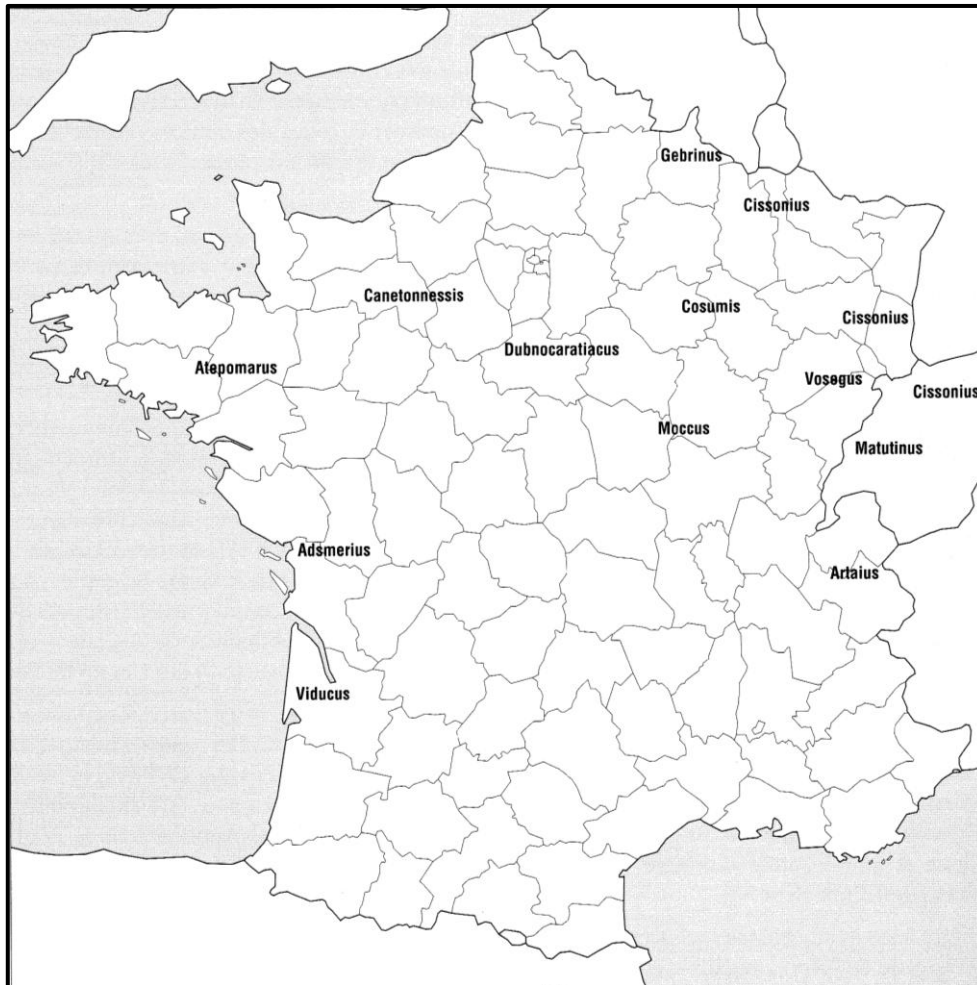 Gebrinus
Cissonius
Canetonnessis
Cosumis
Cissonius
Dubnocaratiacus
Atepomarus
Vosegus
Cissonius
Moccus
Matutinus
Adsmerius
Artaius
Viducus